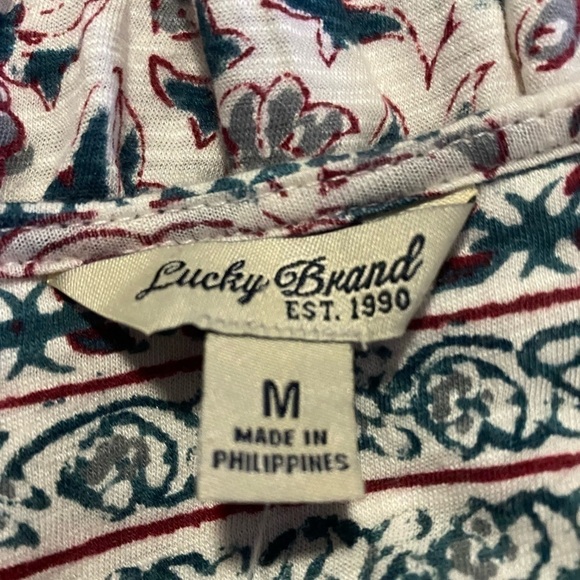 Lucky Brand
EST. 1990
M
MADE IN
PHILIPPINES